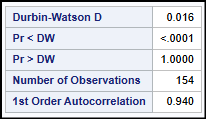 Durbin-Watson D 0.016
Pr < DW <.0001
Pr > DW 1.0000
Number of Observations 154
1st Order Autocorrelation 0.940